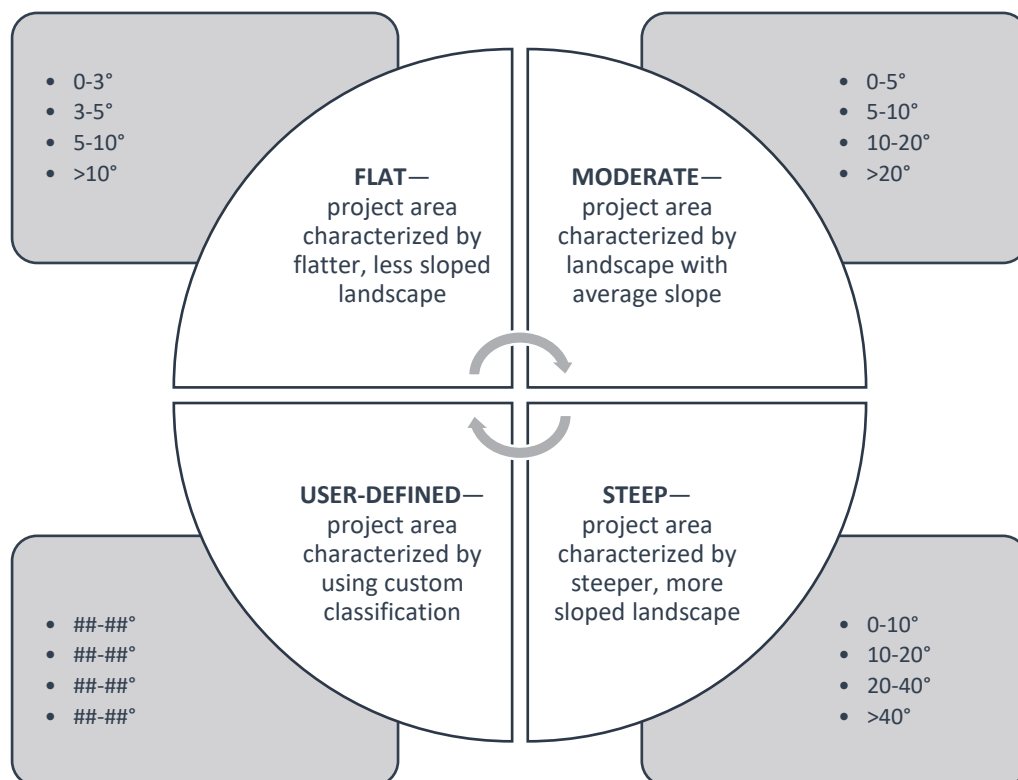 • 0-3°
• 3-5°
• 5-10°
• >10°
FLAT—
project area
characterized by
flatter, less sloped
landscape
MODERATE—
project area
characterized by
landscape with
average slope
• 0-5°
• 5-10°
• 10-20°
• >20°
• ##-##°
• ##-##°
• ##-##°
• ##-##°
USER-DEFINED—
project area
characterized by
using custom
classification
STEEP—
project area
characterized by
steeper, more
sloped landscape
• 0-10°
• 10-20°
• 20-40°
• >40°